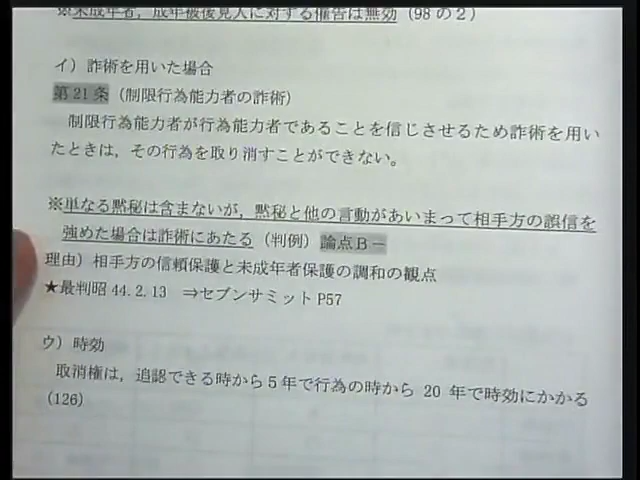 ※未成年者，成年被後見人に対する催告は無効（98の2）
イ）詐術を用いた場合
第21条（制限行為能力者の詐術）
制限行為能力者が行為能力者であることを信じさせるため詐術を用い
たときは，その行為を取り消すことができない。
※単なる黙秘は含まないが，黙秘と他の言動があいまって相手方の誤信を
強めた場合は詐術にあたる（判例）論点B－
理由）相手方の信頼保護と未成年者保護の調和の観点
★最判昭44.2.13 ⇒セブンサミットP57
ウ）時効
取消権は，追認できる時から5年で行為の時から 20 年で時効にかかる
（126）